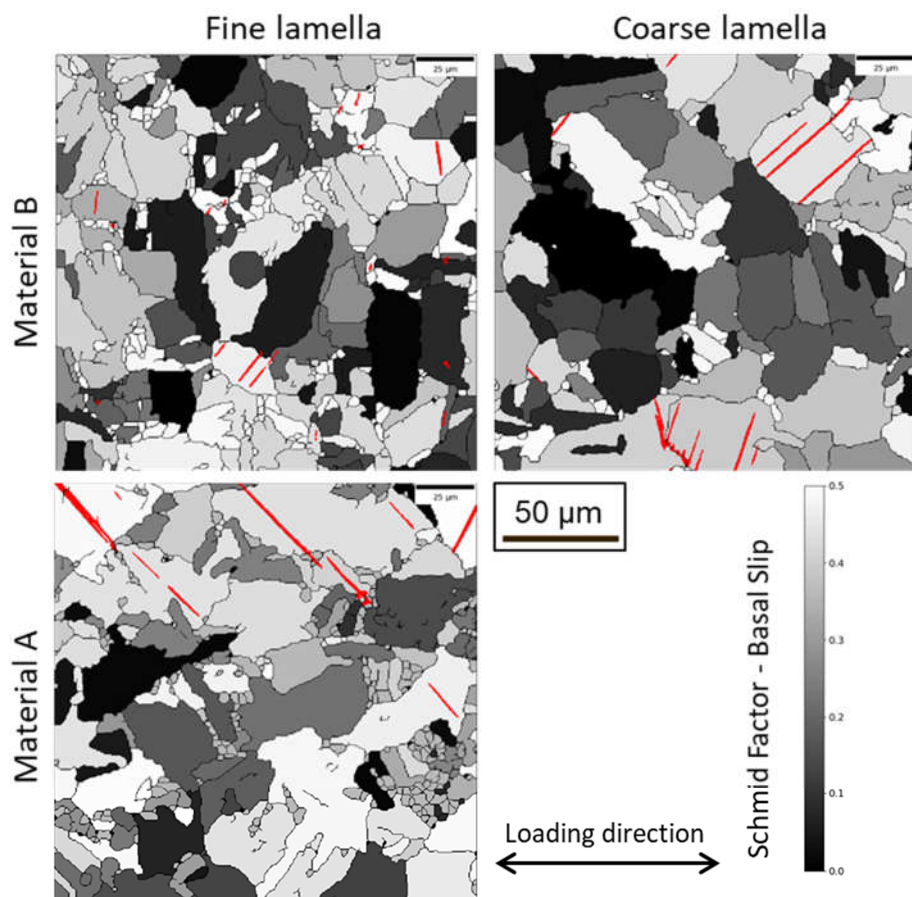 Fine lamella
Coarse lamella
Material B
25 μm
25 μm
Material A
25 μm
50 μm
Loading direction
Schmid Factor - Basal Slip
0.5
0.4
0.3
0.2
0.1
0.0